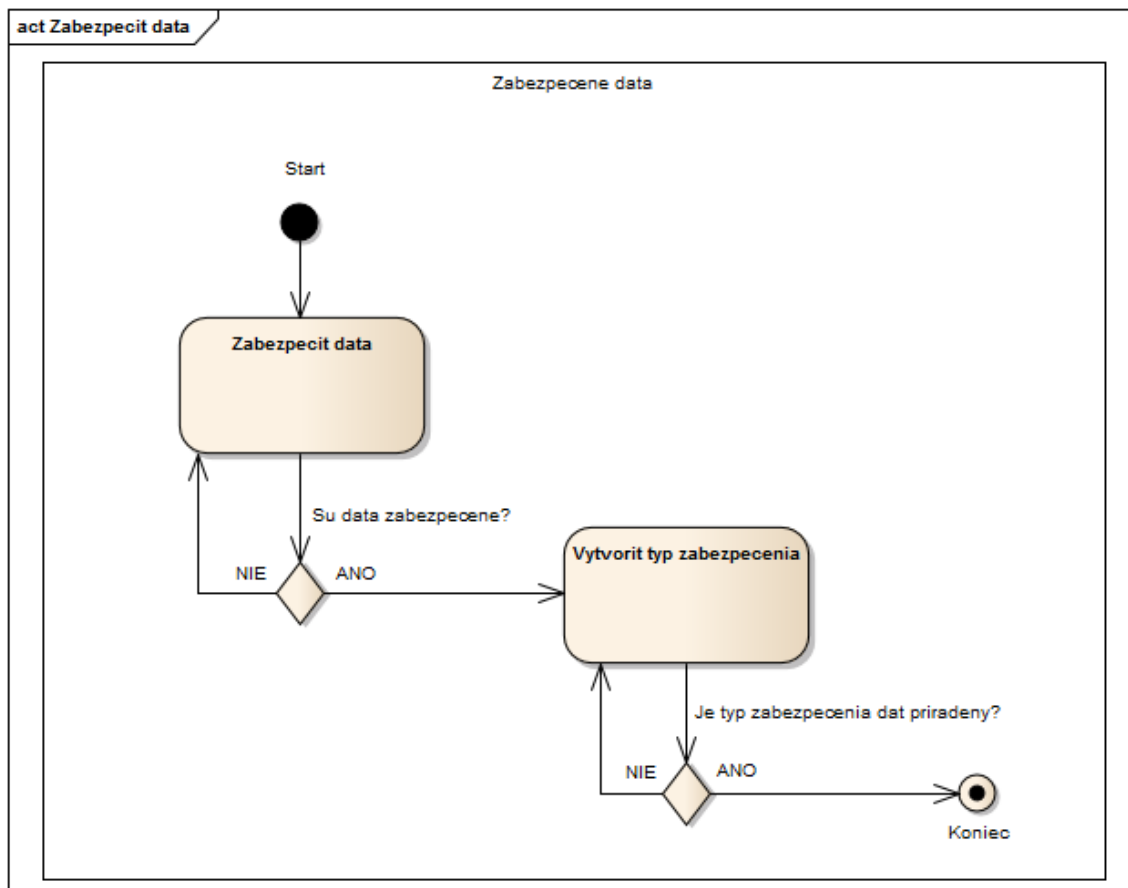 act Zabezpecit data
Zabezpecene data
Start
Zabezpecit data
Su data zabezpecene?
NIE
ANO
Vytvorit typ zabezpecenia
Je typ zabezpecenia dat priradeny?
NIE
ANO
Koniec